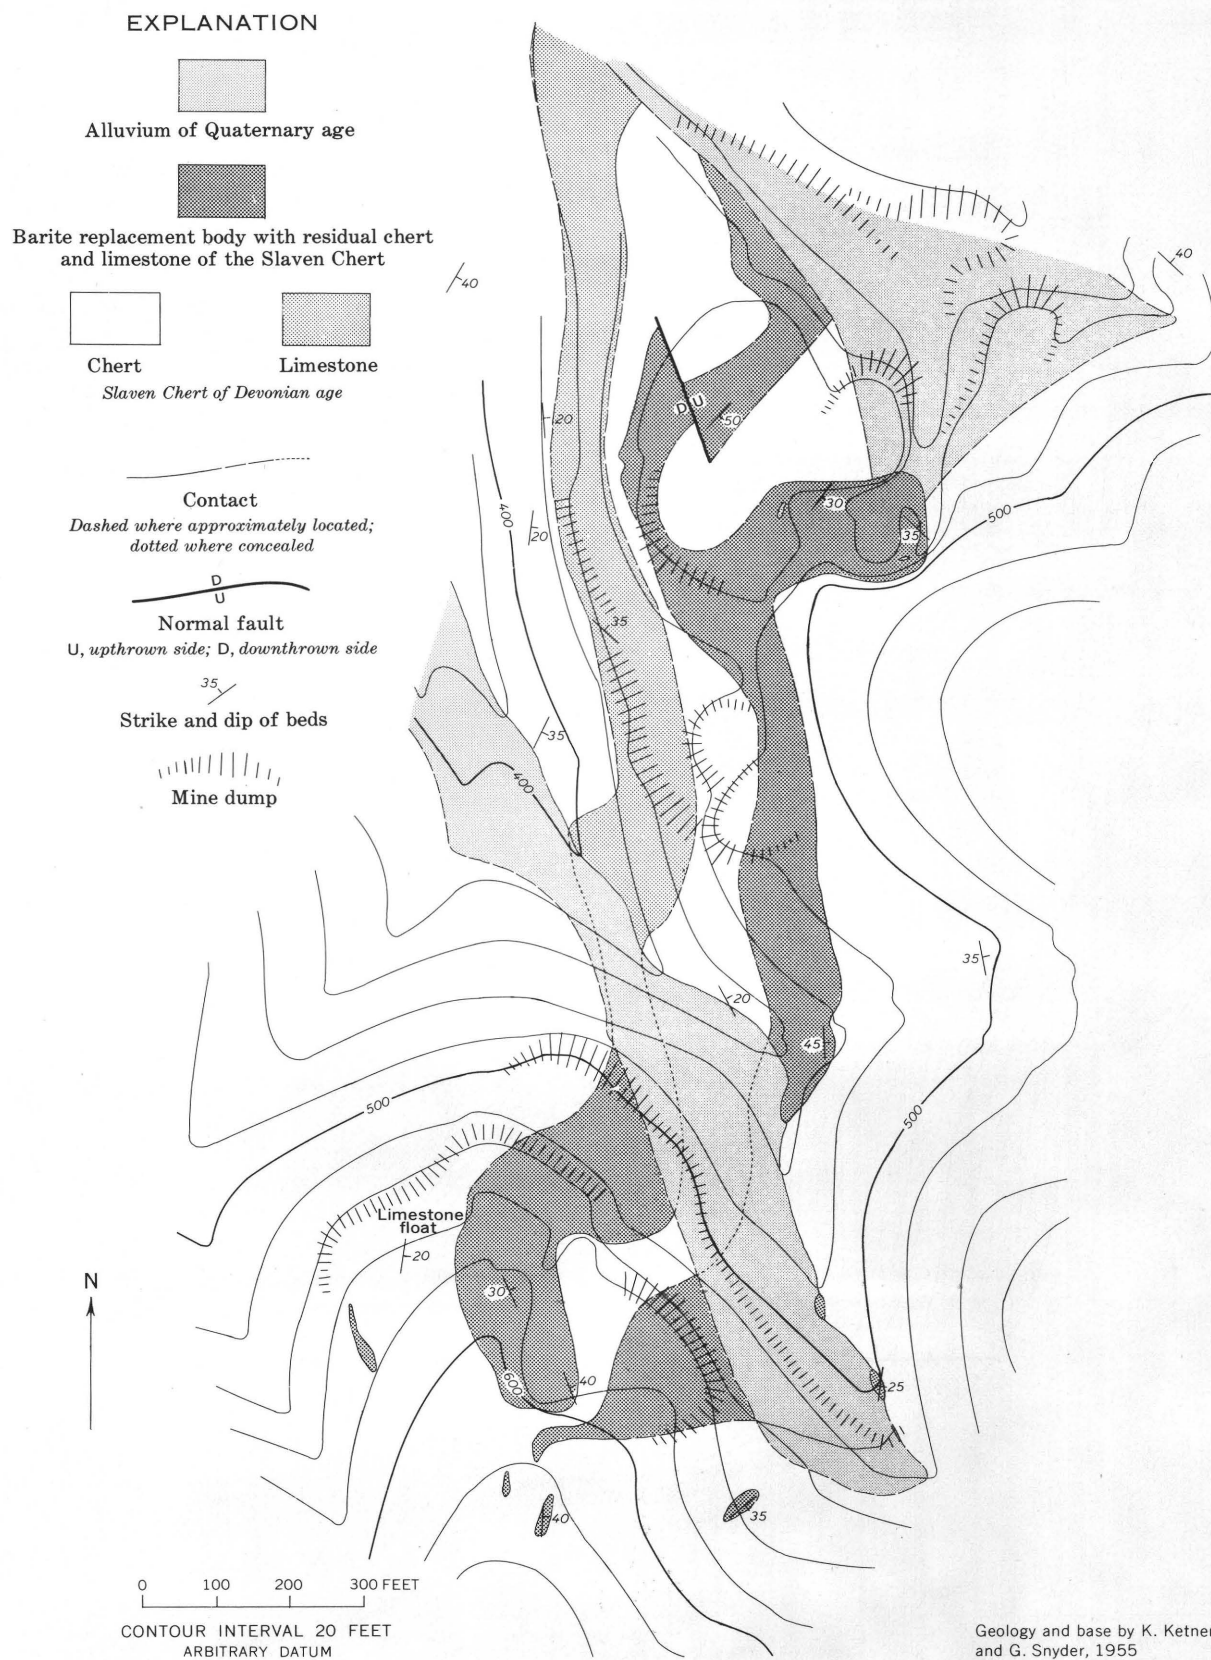 EXPLANATION
Alluvium of Quaternary age
Barite replacement body with residual chert
and limestone of the Slaven Chert
Chert
Limestone
Slaven Chert of Devonian age
Contact
Dashed where approximately located;
dotted where concealed
D
U
Normal fault
U, upthrown side; D, downthrown side
35
Strike and dip of beds
Mine dump
40
40
20
D U
50
400
20
30
35
500
35
35
400
35
20
45
500
500
Limestone
float
20
30
N
600
40
25
40
35
0 100 200 300 FEET
CONTOUR INTERVAL 20 FEET
ARBITRARY DATUM
Geology and base by K. Ketner
and G. Snyder, 1955